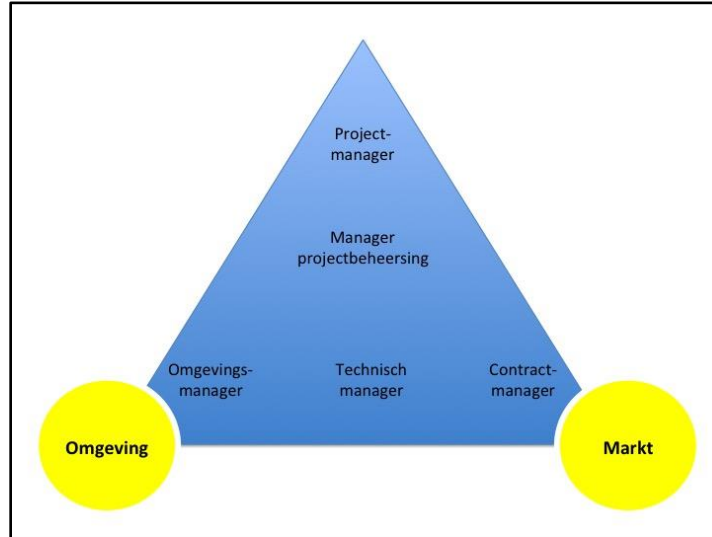 Project-
manager
Manager
projectbeheersing
Omgevings-
manager
Technisch
manager
Contract-
manager
Omgeving
Markt